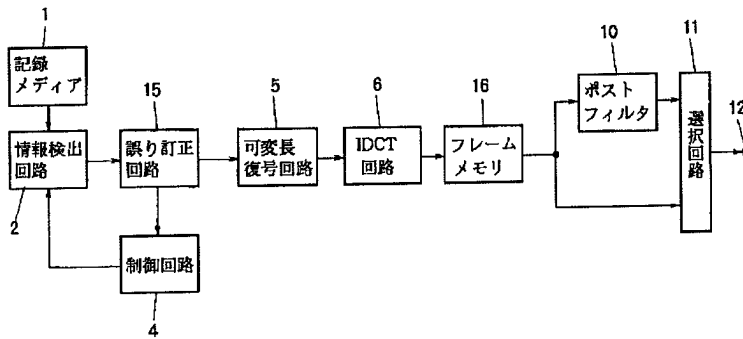 1
記録
メディア
情報検出
回路
2
15
誤り訂正
回路
制御回路
4
5
可変長
復号回路
6
IDCT
回路
16
フレーム
メモリ
10
ポスト
フィルタ
11
選択回路
12